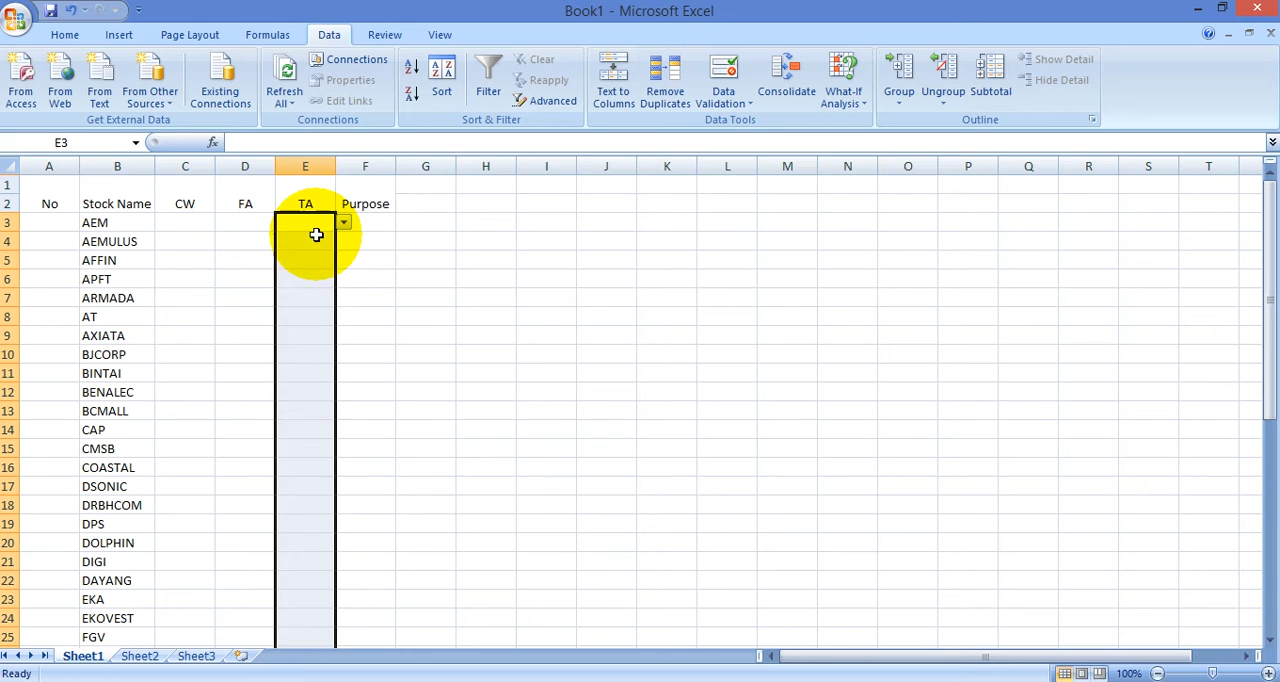 Book1 - Microsoft Excel
Home Insert Page Layout Formulas Data Review View
From Access From Web From Text From Other Sources Existing Connections Refresh All Connections Properties Edit Links Sort Filter Clear Reapply Advanced Text to Columns Remove Duplicates Data Validation Consolidate What-If Analysis Group Ungroup Subtotal Show Detail Hide Detail
Get External Data Connections Sort & Filter Data Tools Outline
E3 fx
A B C D E F G H I J K L M N O P Q R S T
1
2 No Stock Name CW FA TA Purpose
3 AEM
4 AEMULUS
5 AFFIN
6 APFT
7 ARMADA
8 AT
9 AXIATA
10 BJCORP
11 BINTAI
12 BENALEC
13 BCMALL
14 CAP
15 CMSB
16 COASTAL
17 DSONIC
18 DRBHCOM
19 DPS
20 DOLPHIN
21 DIGI
22 DAYANG
23 EKA
24 EKOVEST
25 FGV
Sheet1 Sheet2 Sheet3
Ready 100%